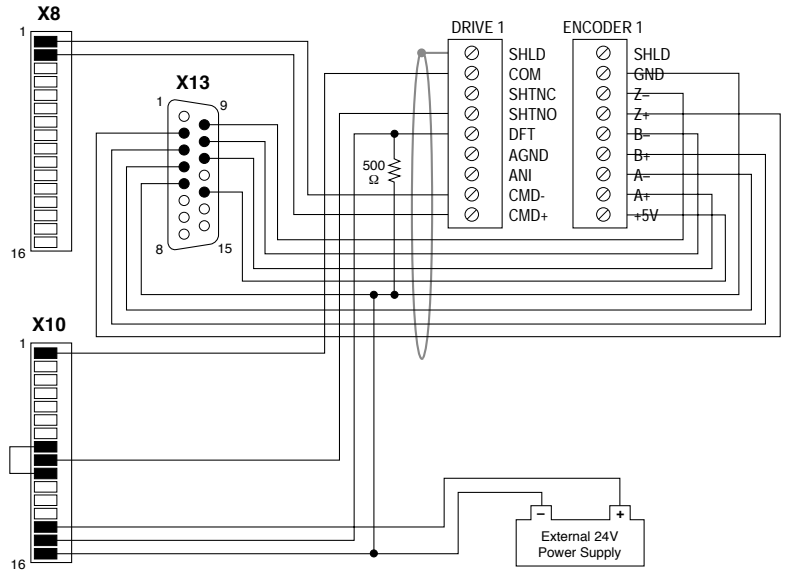 X8
1
16
X13
1
9
8
15
X10
1
16
500
Ω
DRIVE 1
SHLD
COM
SHTNC
SHTNO
DFT
AGND
ANI
CMD-
CMD+
ENCODER 1
SHLD
GND
Z–
Z+
B–
B+
A–
A+
+5V
– +
External 24V
Power Supply